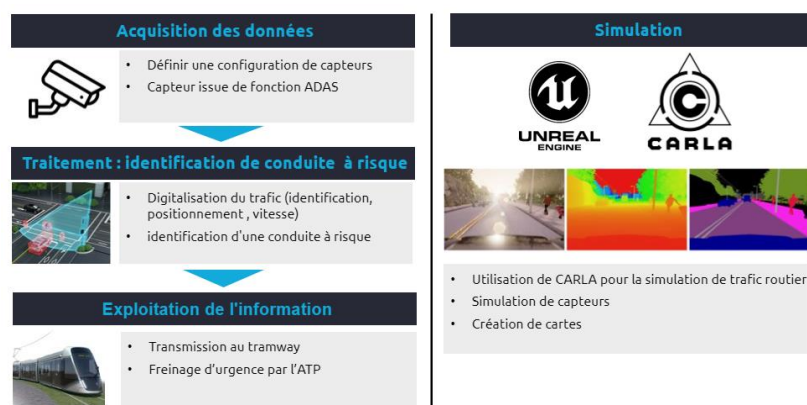 Acquisition des données
• Définir une configuration de capteurs
• Capteur issue de fonction ADAS
Traitement : identification de conduite à risque
• Digitalisation du trafic (identification,
positionnement , vitesse)
• identification d'une conduite à risque
Exploitation de l'information
• Transmission au tramway
• Freinage d'urgence par l'ATP
Simulation
UNREAL
ENGINE
CARLA
• Utilisation de CARLA pour la simulation de trafic routier
• Simulation de capteurs
• Création de cartes